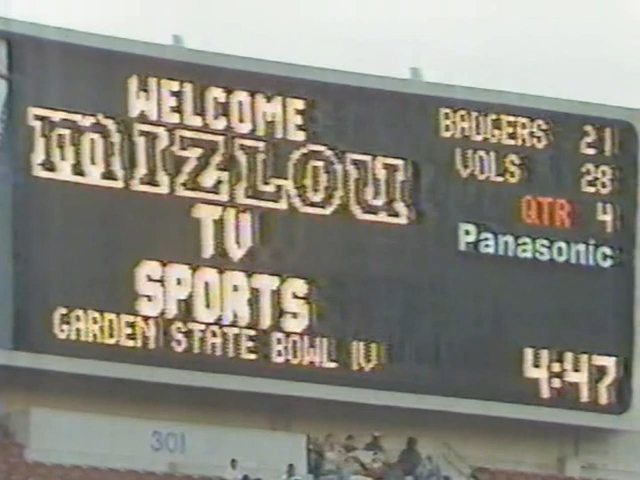 WELCOME
MIZLOU
TV
SPORTS
GARDEN STATE BOWL IV
BADGERS 21
VOLS 28
QTR 4
Panasonic
4:47
301